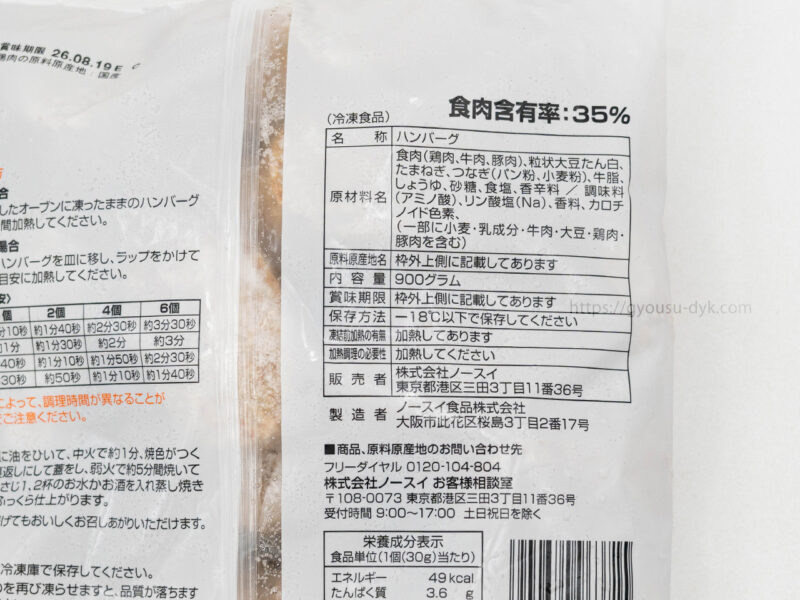 賞味期限 26.08.19E
鶏肉の原料原産地：国産
合
したオーブンに凍ったままのハンバーグ
間加熱してください。
場合
ハンバーグを皿に移し、ラップをかけて
目安に加熱してください。
安〉
個 2個 4個 6個
分10秒 約1分40秒 約2分30秒 約3分30秒
約1分 約1分30秒 約2分 約3分
40秒 約1分10秒 約1分50秒 約2分30秒
30秒 約50秒 約1分10秒 約1分40秒
によって、調理時間が異なることが
ご注意ください。
に油をひいて、中火で約1分、焼色がつく
返しにして蓋をし、弱火で約5分間焼いて
さじ1、2杯のお水かお酒を入れ蒸し焼き
ふっくら仕上がります。
げてもおいしくお召しあがりいただけます。
冷凍庫で保存してください。
を再び凍らせますと、品質が落ちます
(冷凍食品) 食肉含有率：35%
名称 ハンバーグ
原材料名 食肉(鶏肉、牛肉、豚肉)、粒状大豆たん白、
たまねぎ、つなぎ(パン粉、小麦粉)、牛脂、
しょうゆ、砂糖、食塩、香辛料／調味料
(アミノ酸)、リン酸塩(Na)、香料、カロチ
ノイド色素、
(一部に小麦・乳成分・牛肉・大豆・鶏肉・
豚肉を含む)
原料原産地名 枠外上側に記載してあります
内容量 900グラム
賞味期限 枠外上側に記載してあります
保存方法 −18℃以下で保存してください
凍結前加熱の有無 加熱してあります
加熱調理の必要性 加熱してください
販売者 株式会社ノースイ
東京都港区三田3丁目11番36号
製造者 ノースイ食品株式会社
大阪市此花区桜島3丁目2番17号
■商品、原料原産地のお問い合わせ先
フリーダイヤル 0120-104-804
株式会社ノースイ お客様相談室
〒108-0073 東京都港区三田3丁目11番36号
受付時間 9:00〜17:00 土日祝日を除く
栄養成分表示
食品単位(1個(30g)当たり)
エネルギー 49kcal
たんぱく質 3.6 g
https://gyousu-dyk.com